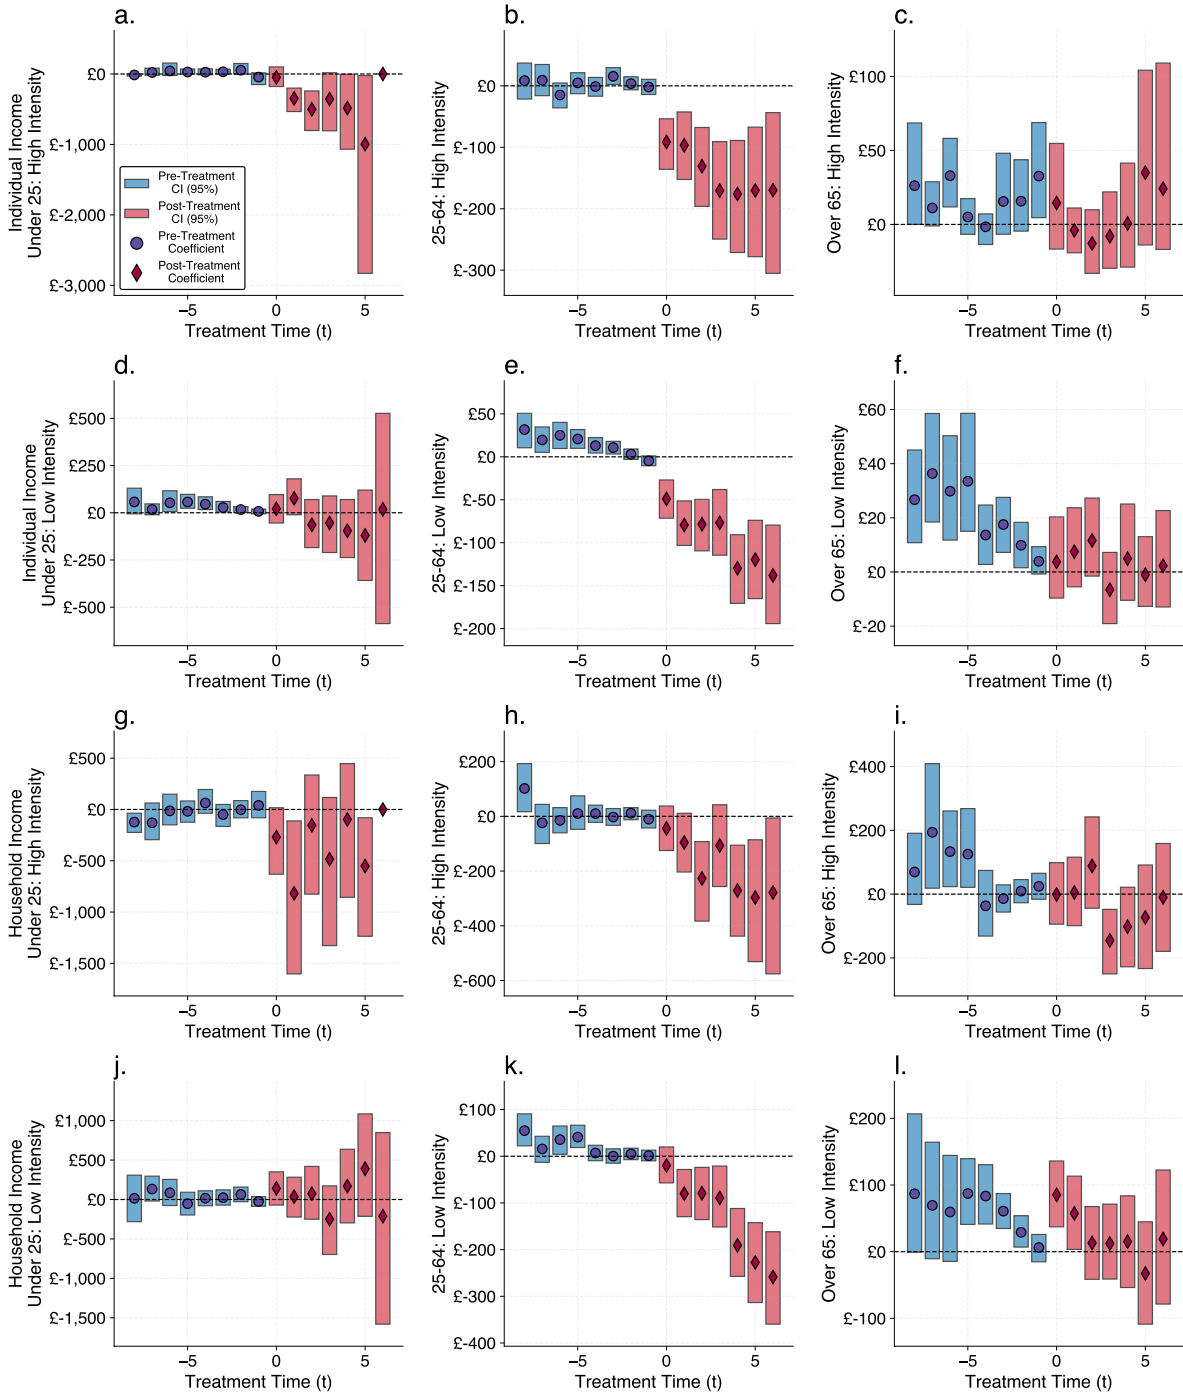 a.
Individual Income
Under 25: High Intensity
£0
£-1,000
£-2,000
£-3,000
Pre-Treatment
CI (95%)
Post-Treatment
CI (95%)
Pre-Treatment
Coefficient
Post-Treatment
Coefficient
−5
0
5
Treatment Time (t)
b.
25-64: High Intensity
£0
£-100
£-200
£-300
−5
0
5
Treatment Time (t)
c.
Over 65: High Intensity
£100
£50
£0
−5
0
5
Treatment Time (t)
d.
Individual Income
Under 25: Low Intensity
£500
£250
£0
£-250
£-500
−5
0
5
Treatment Time (t)
e.
25-64: Low Intensity
£50
£0
£-50
£-100
£-150
£-200
−5
0
5
Treatment Time (t)
f.
Over 65: Low Intensity
£60
£40
£20
£0
£-20
−5
0
5
Treatment Time (t)
g.
Household Income
Under 25: High Intensity
£500
£0
£-500
£-1,000
£-1,500
−5
0
5
Treatment Time (t)
h.
25-64: High Intensity
£200
£0
£-200
£-400
£-600
−5
0
5
Treatment Time (t)
i.
Over 65: High Intensity
£400
£200
£0
£-200
−5
0
5
Treatment Time (t)
j.
Household Income
Under 25: Low Intensity
£1,000
£500
£0
£-500
£-1,000
£-1,500
−5
0
5
Treatment Time (t)
k.
25-64: Low Intensity
£100
£0
£-100
£-200
£-300
£-400
−5
0
5
Treatment Time (t)
l.
Over 65: Low Intensity
£200
£100
£0
£-100
−5
0
5
Treatment Time (t)